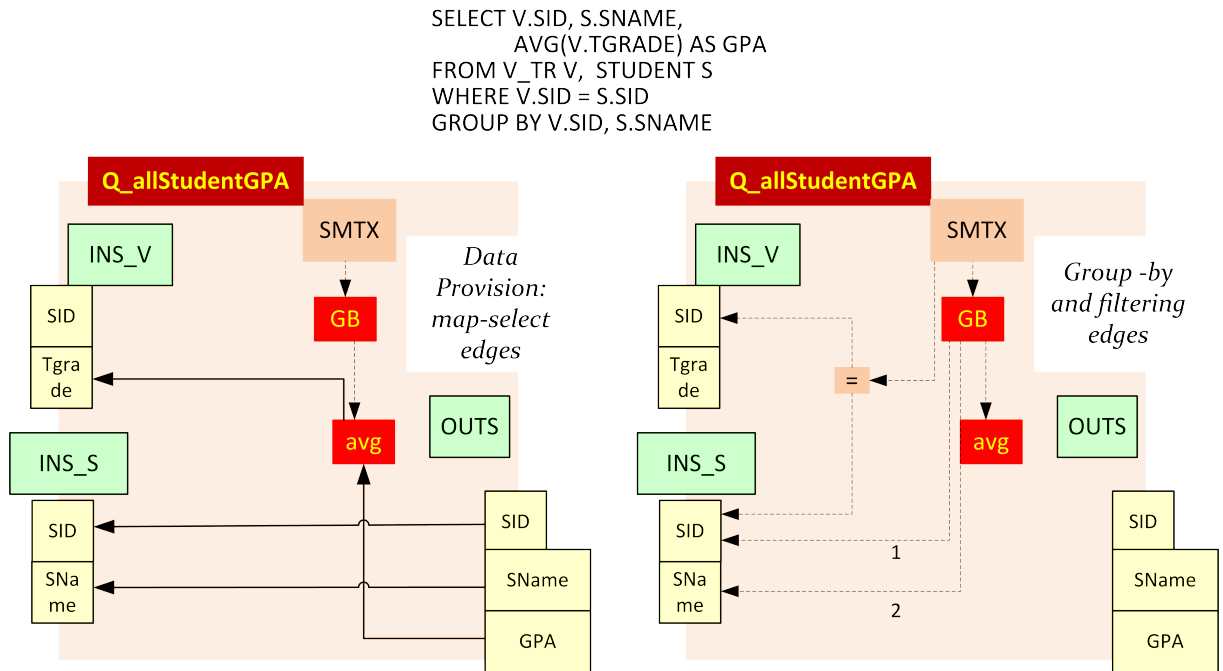 SELECT V.SID, S.SNAME,
AVG(V.TGRADE) AS GPA
FROM V_TR V, STUDENT S
WHERE V.SID = S.SID
GROUP BY V.SID, S.SNAME
Q_allStudentGPA
SMTX
INS_V
Data
Provision:
map-select
edges
SID
GB
Tgra
de
OUTS
avg
INS_S
SID
SID
SNa
me
SName
GPA
Q_allStudentGPA
SMTX
INS_V
Group -by
and filtering
edges
SID
GB
Tgra
de
=
OUTS
avg
INS_S
SID
SID
1
SNa
me
SName
2
GPA